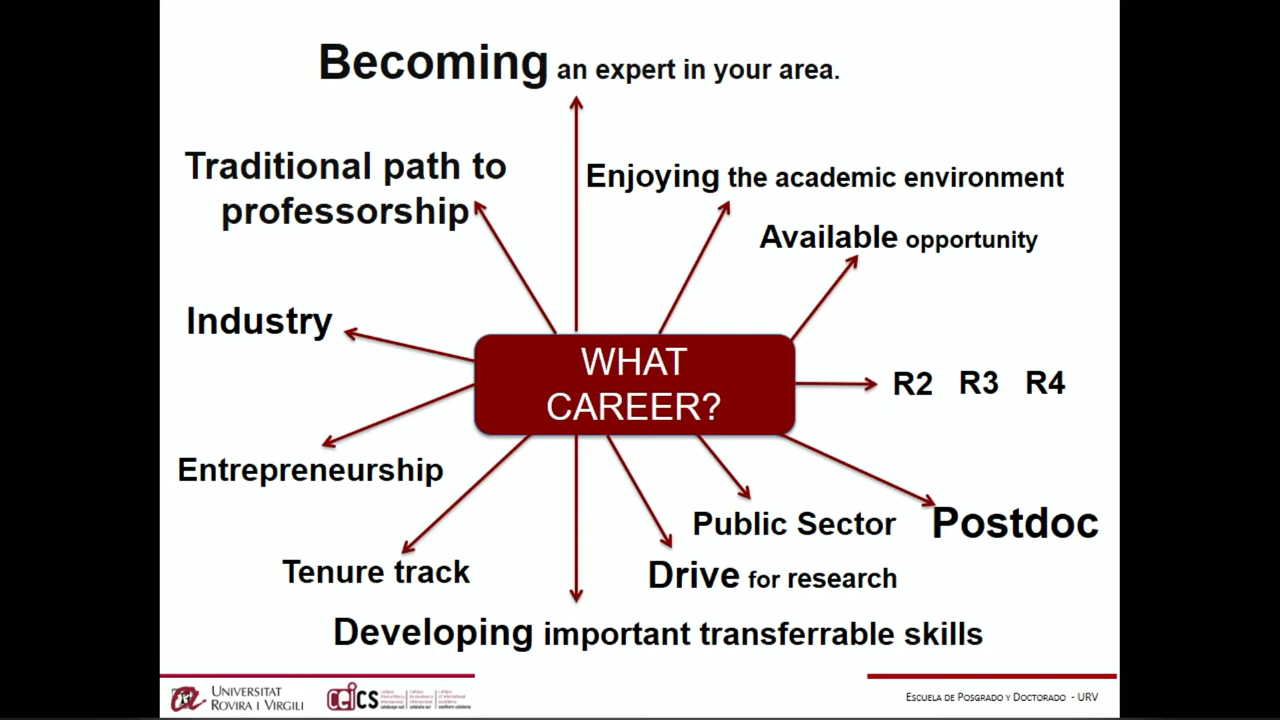 Becoming an expert in your area.
Traditional path to
professorship
Enjoying the academic environment
Available opportunity
Industry
WHAT
CAREER?
R2 R3 R4
Entrepreneurship
Public Sector
Postdoc
Tenure track
Drive for research
Developing important transferrable skills
UNIVERSITAT
ROVIRA I VIRGILI
ceics
ESCUELA DE POSGRADO Y DOCTORADO - URV